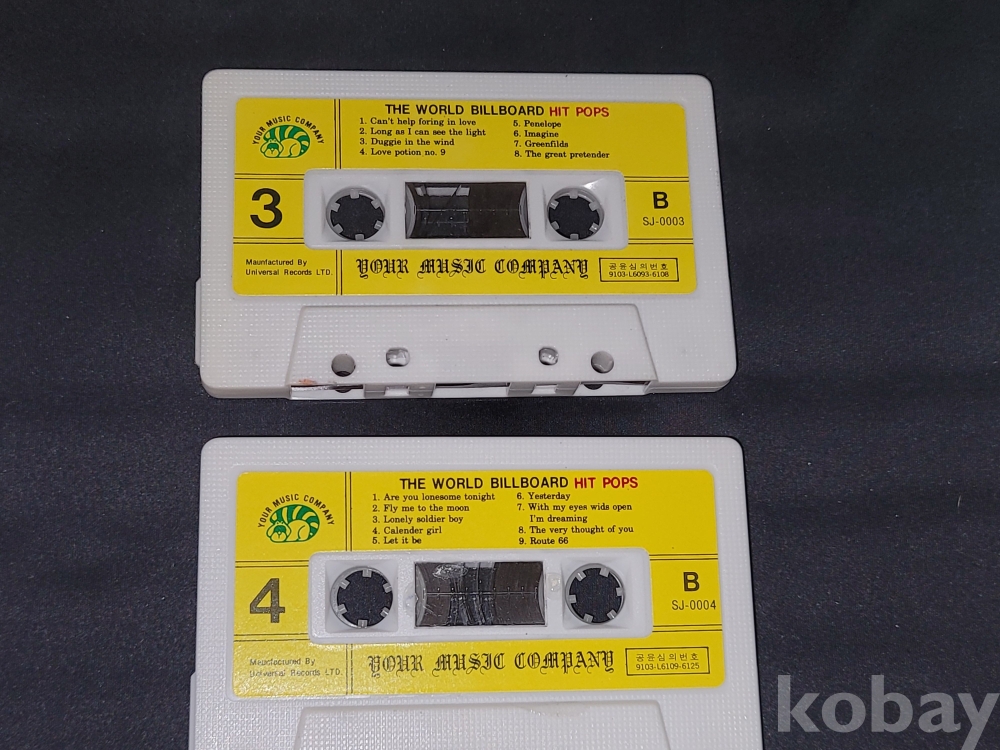 THE WORLD BILLBOARD HIT POPS
YOUR MUSIC COMPANY
1. Can't help foring in love
2. Long as I can see the light
3. Duggie in the wind
4. Love potion no. 9
5. Penelope
6. Imagine
7. Greenfilds
8. The great pretender
3
B
SJ-0003
Maunfactured By
Universal Records LTD.
YOUR MUSIC COMPANY
공윤심의번호
9103-L6093-6108
THE WORLD BILLBOARD HIT POPS
YOUR MUSIC COMPANY
1. Are you lonesome tonight
2. Fly me to the moon
3. Lonely soldier boy
4. Calender girl
5. Let it be
6. Yesterday
7. With my eyes wids open
I'm dreaming
8. The very thought of you
9. Route 66
4
B
SJ-0004
Maunfactured By
Universal Records LTD.
YOUR MUSIC COMPANY
공윤심의번호
9103-L6109-6125
kobay